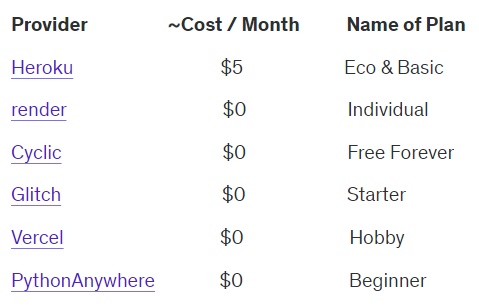 Provider ~Cost / Month Name of Plan
Heroku $5 Eco & Basic
render $0 Individual
Cyclic $0 Free Forever
Glitch $0 Starter
Vercel $0 Hobby
PythonAnywhere $0 Beginner